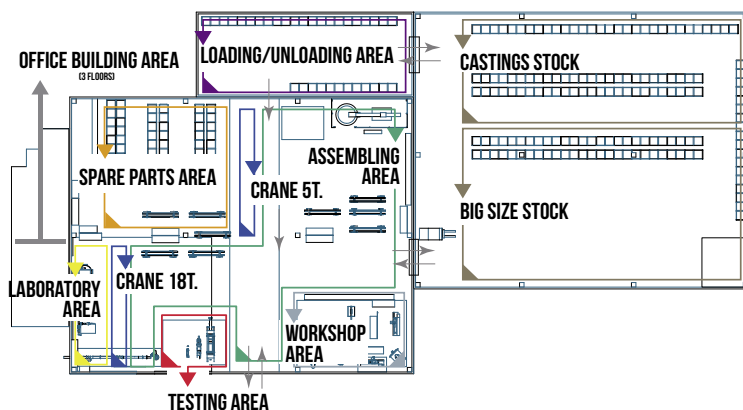 OFFICE BUILDING AREA
(3 FLOORS)
LOADING/UNLOADING AREA
CASTINGS STOCK
SPARE PARTS AREA
CRANE 5T.
ASSEMBLING
AREA
BIG SIZE STOCK
LABORATORY
AREA
CRANE 18T.
WORKSHOP
AREA
TESTING AREA